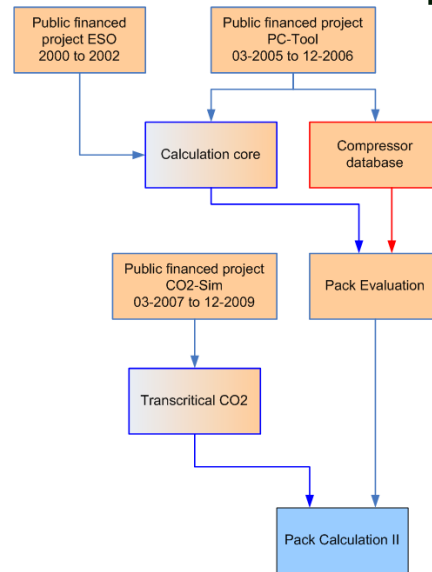 Public financed
project ESO
2000 to 2002
Public financed project
PC-Tool
03-2005 to 12-2006
Calculation core
Compressor
database
Public financed project
CO2-Sim
03-2007 to 12-2009
Pack Evaluation
Transcritical CO2
Pack Calculation II